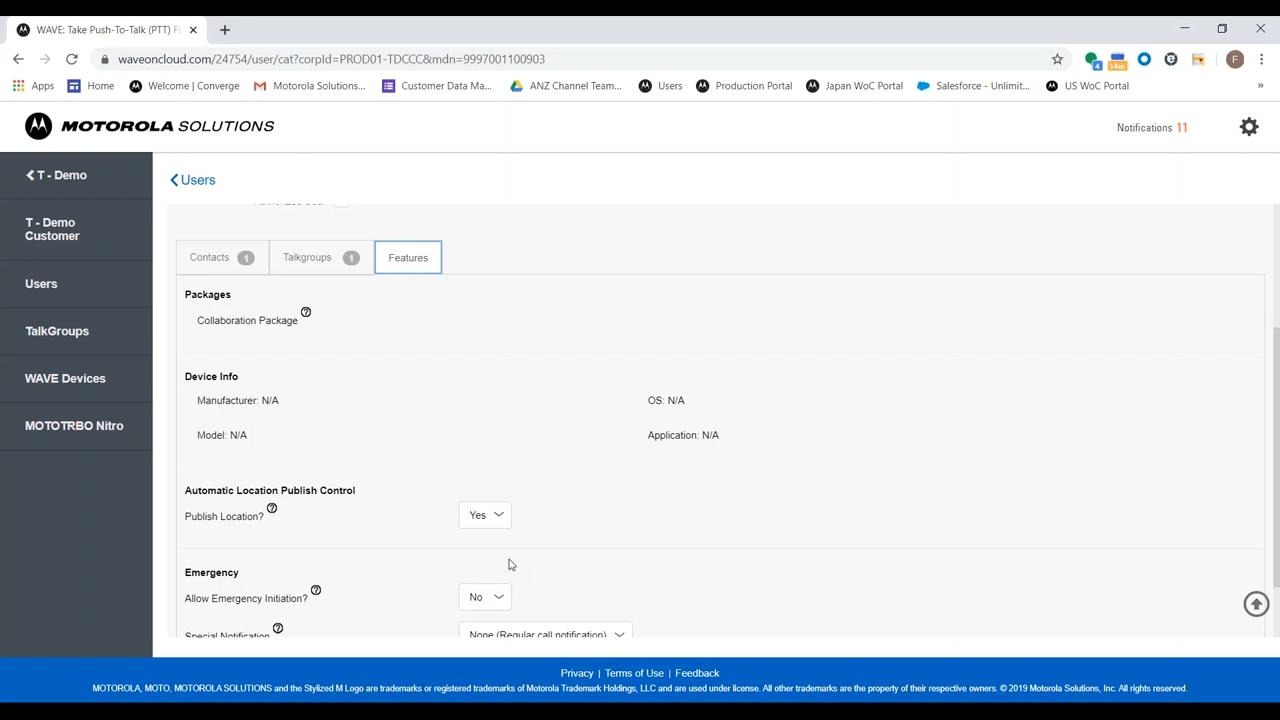 WAVE: Take Push-To-Talk (PTT) F
waveoncloud.com/24754/user/cat?corpId=PROD01-TDCCC&mdn=9997001100903
4
14m
F
Apps
Home
Welcome | Converge
Motorola Solutions...
Customer Data Ma...
ANZ Channel Team...
Users
Production Portal
Japan WoC Portal
Salesforce - Unlimit...
US WoC Portal
»
MOTOROLA SOLUTIONS
Notifications 11
T - Demo
Users
T - Demo
Customer
Users
TalkGroups
WAVE Devices
MOTOTRBO Nitro
Contacts 1
Talkgroups 1
Features
Packages
Collaboration Package ?
Device Info
Manufacturer: N/A
OS: N/A
Model: N/A
Application: N/A
Automatic Location Publish Control
Publish Location? ?
Yes
Emergency
Allow Emergency Initiation? ?
No
Special Notification ?
None (Regular call notification)
Privacy | Terms of Use | Feedback
MOTOROLA, MOTO, MOTOROLA SOLUTIONS and the Stylized M Logo are trademarks or registered trademarks of Motorola Trademark Holdings, LLC and are used under license. All other trademarks are the property of their respective owners. © 2019 Motorola Solutions, Inc. All rights reserved.